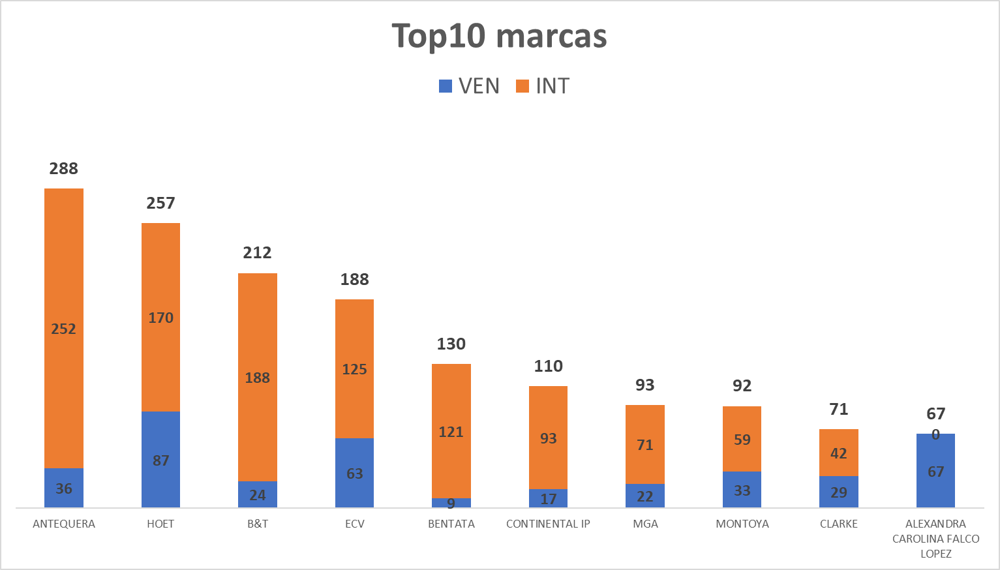 Top10 marcas
VEN INT
288
257
212
188
130
110
93
92
71
67
252
170
188
125
121
93
71
59
42
0
36
87
24
63
9
17
22
33
29
67
ANTEQUERA
HOET
B&T
ECV
BENTATA
CONTINENTAL IP
MGA
MONTOYA
CLARKE
ALEXANDRA
CAROLINA FALCO
LOPEZ